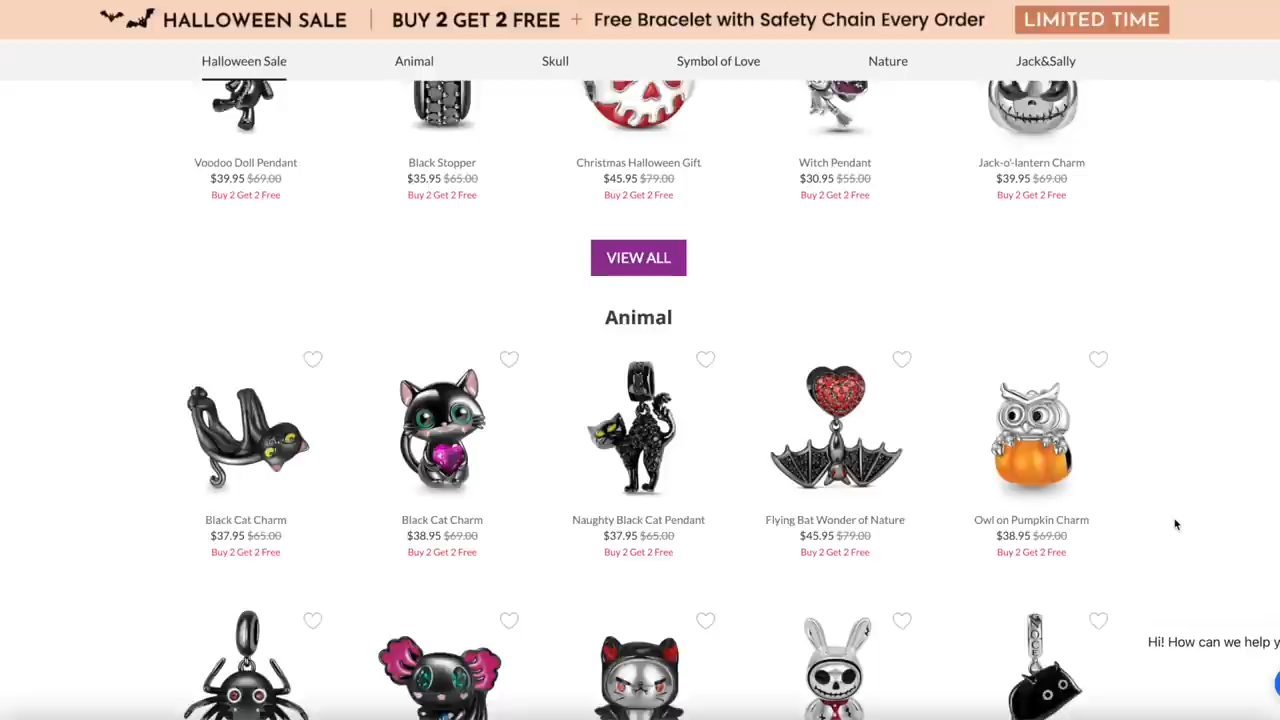 HALLOWEEN SALE | BUY 2 GET 2 FREE + Free Bracelet with Safety Chain Every Order LIMITED TIME
Halloween Sale Animal Skull Symbol of Love Nature Jack&Sally
Voodoo Doll Pendant Black Stopper Christmas Halloween Gift Witch Pendant Jack-o'-lantern Charm
$39.95 $69.00 $35.95 $65.00 $45.95 $79.00 $30.95 $55.00 $39.95 $69.00
Buy 2 Get 2 Free Buy 2 Get 2 Free Buy 2 Get 2 Free Buy 2 Get 2 Free Buy 2 Get 2 Free
VIEW ALL
Animal
Black Cat Charm Black Cat Charm Naughty Black Cat Pendant Flying Bat Wonder of Nature Owl on Pumpkin Charm
$37.95 $65.00 $38.95 $69.00 $37.95 $65.00 $45.95 $79.00 $38.95 $69.00
Buy 2 Get 2 Free Buy 2 Get 2 Free Buy 2 Get 2 Free Buy 2 Get 2 Free Buy 2 Get 2 Free
Hi! How can we help y